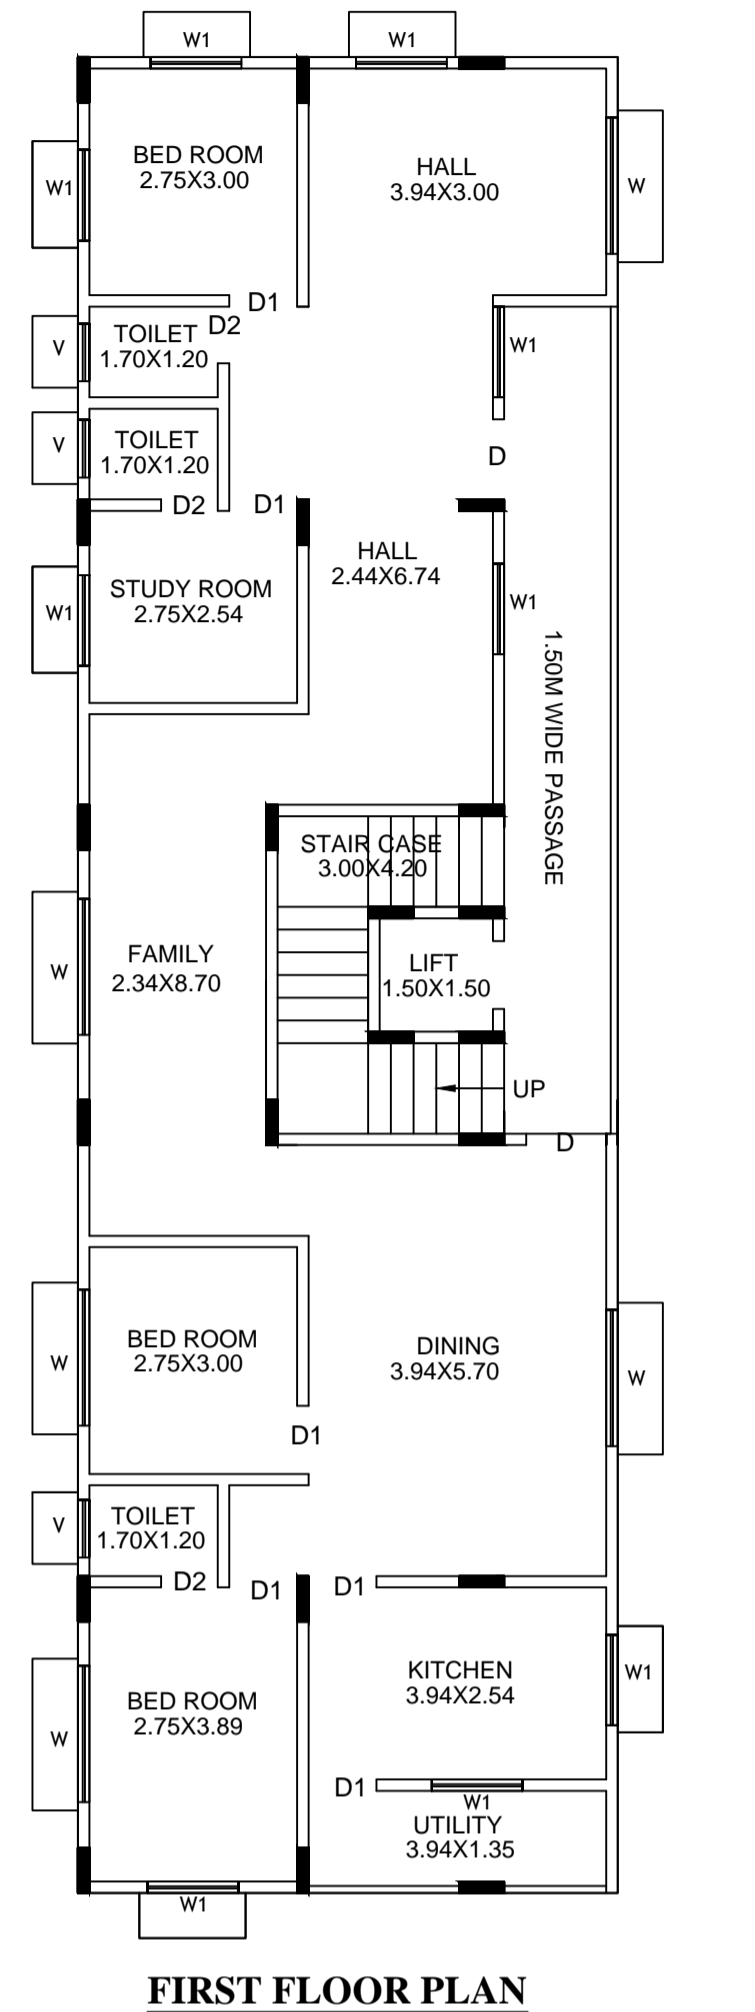 W1
W1
BED ROOM
2.75X3.00
HALL
3.94X3.00
W1
W
D1
D2
TOILET
1.70X1.20
V
W1
TOILET
1.70X1.20
V
D
D2
D1
HALL
2.44X6.74
STUDY ROOM
2.75X2.54
W1
W1
1.50M WIDE PASSAGE
STAIR CASE
3.00X4.20
FAMILY
2.34X8.70
W
LIFT
1.50X1.50
UP
D
BED ROOM
2.75X3.00
W
DINING
3.94X5.70
W
D1
TOILET
1.70X1.20
V
D2
D1
D1
KITCHEN
3.94X2.54
W1
BED ROOM
2.75X3.89
W
D1
W1
UTILITY
3.94X1.35
W1
FIRST FLOOR PLAN